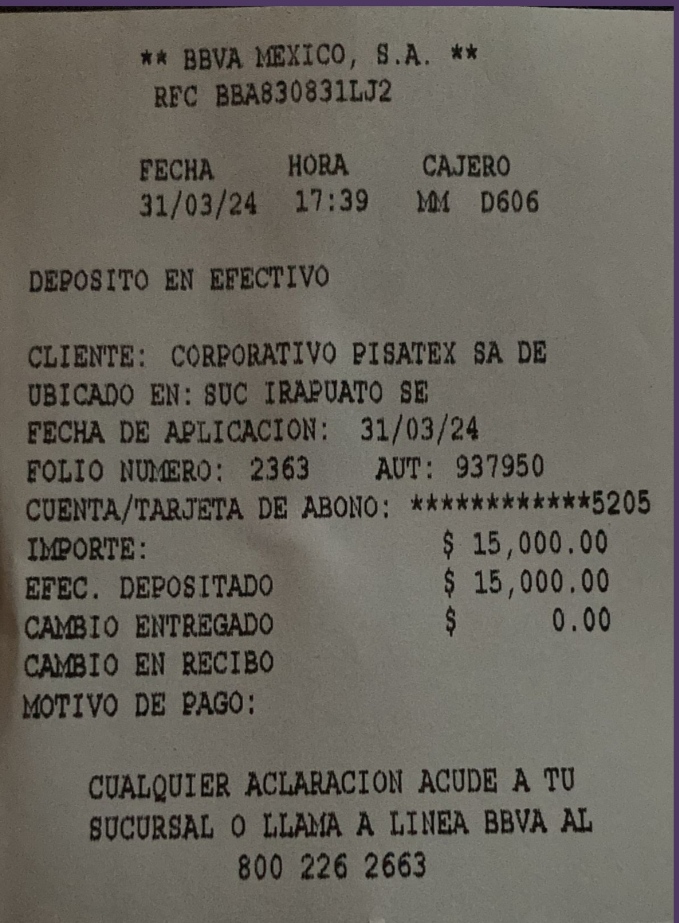 ** BBVA MEXICO, S.A. **
RFC BBA830831LJ2
FECHA HORA CAJERO
31/03/24 17:39 MM D606
DEPOSITO EN EFECTIVO
CLIENTE: CORPORATIVO PISATEX SA DE
UBICADO EN: SUC IRAPUATO SE
FECHA DE APLICACION: 31/03/24
FOLIO NUMERO: 2363 AUT: 937950
CUENTA/TARJETA DE ABONO: ************5205
IMPORTE: $ 15,000.00
EFEC. DEPOSITADO $ 15,000.00
CAMBIO ENTREGADO $ 0.00
CAMBIO EN RECIBO
MOTIVO DE PAGO:
CUALQUIER ACLARACION ACUDE A TU
SUCURSAL O LLAMA A LINEA BBVA AL
800 226 2663